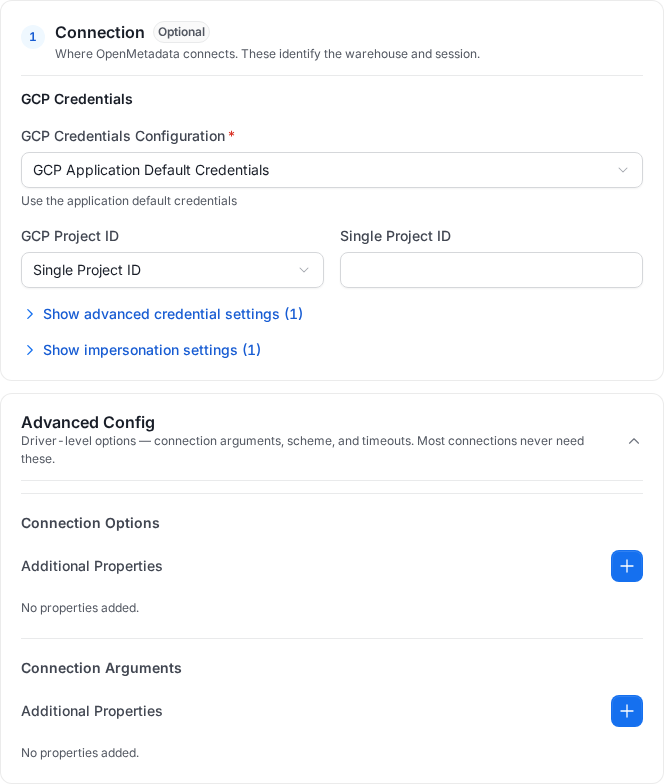 1
Connection
Optional
Where OpenMetadata connects. These identify the warehouse and session.
GCP Credentials
GCP Credentials Configuration *
GCP Application Default Credentials
Use the application default credentials
GCP Project ID
Single Project ID
Single Project ID
Show advanced credential settings (1)
Show impersonation settings (1)
Advanced Config
Driver-level options — connection arguments, scheme, and timeouts. Most connections never need
these.
Connection Options
Additional Properties
No properties added.
Connection Arguments
Additional Properties
No properties added.